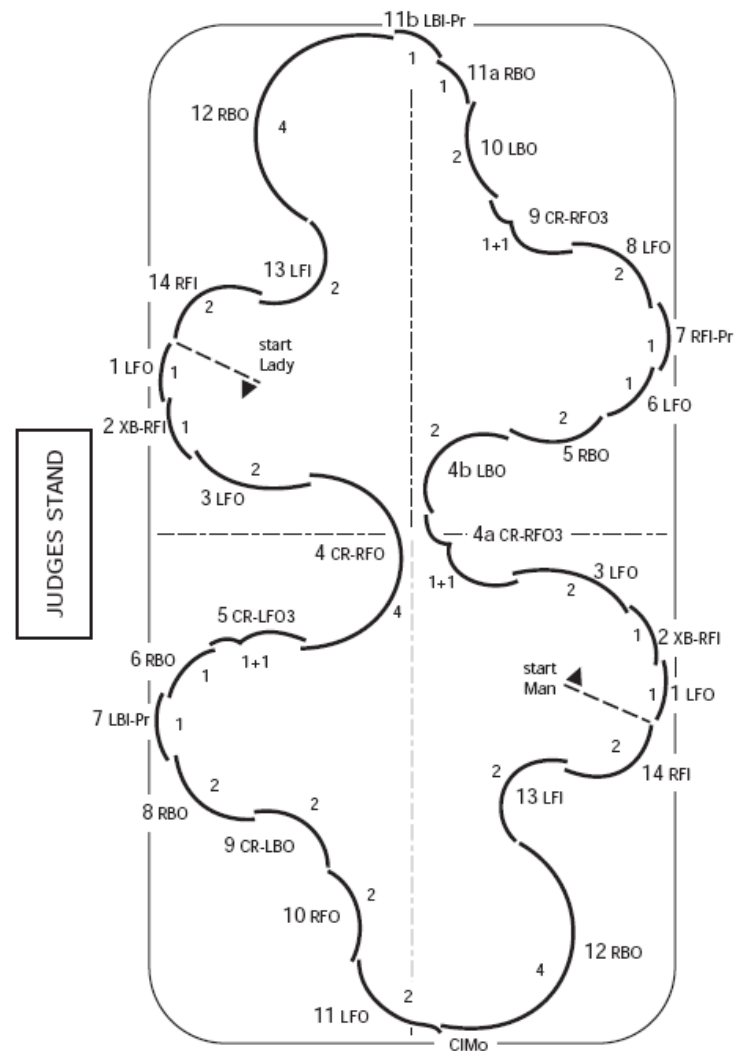 11b LBI-Pr
1
11a RBO
1
12 RBO
4
10 LBO
2
9 CR-RFO3
1+1
8 LFO
2
13 LFI
2
14 RFI
2
7 RFI-Pr
1
start
Lady
1 LFO
1
6 LFO
1
2 XB-RFI
1
2
5 RBO
2
4b LBO
3 LFO
2
JUDGES STAND
4 CR-RFO
4
4a CR-RFO3
1+1
3 LFO
2
5 CR-LFO3
1+1
2 XB-RFI
1
6 RBO
1
start
Man
1 LFO
1
7 LBI-Pr
1
2
14 RFI
8 RBO
2
2
13 LFI
9 CR-LBO
2
10 RFO
2
12 RBO
4
11 LFO
2
ClMo